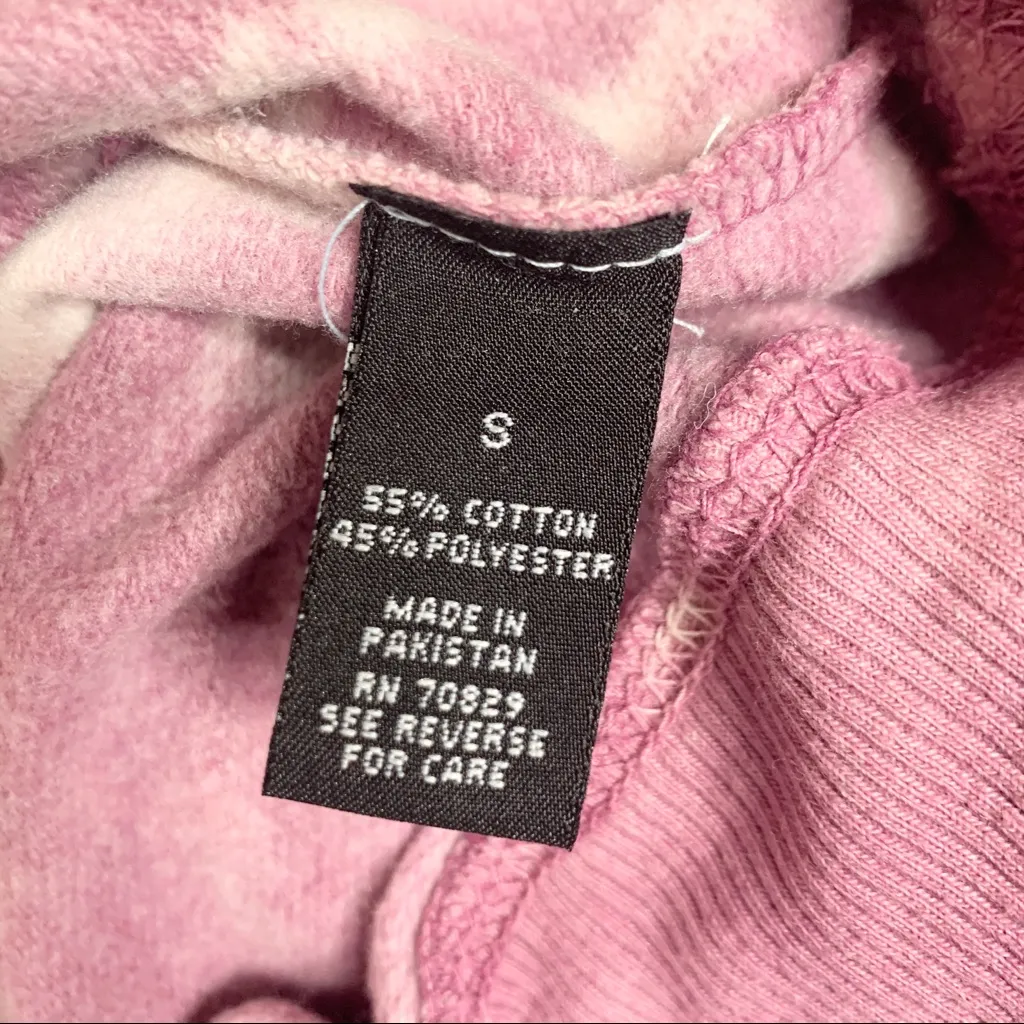 S
55% COTTON
45% POLYESTER
MADE IN
PAKISTAN
RN 70829
SEE REVERSE
FOR CARE